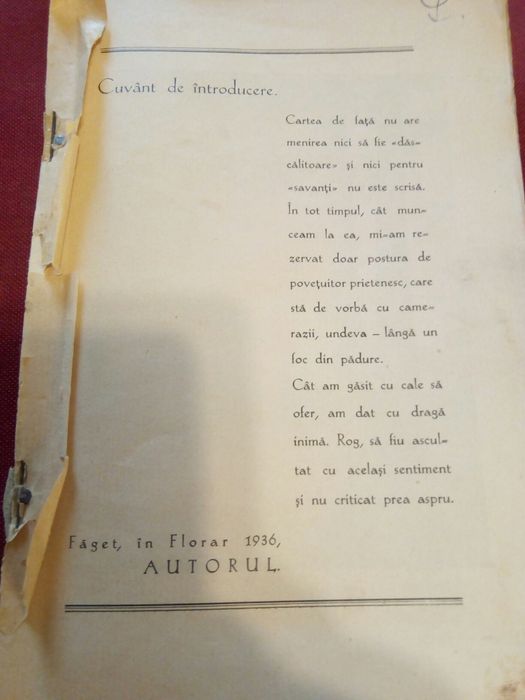 Cuvânt de întroducere.
Cartea de față nu are
menirea nici să fie «dăs=
călitoare» și nici pentru
«savanți» nu este scrisă.
În tot timpul, cât mun=
ceam la ea, mi=am re=
zervat doar postura de
povețuitor prietenesc, care
stă de vorbă cu came=
razii, undeva – lângă un
foc din pădure.
Cât am găsit cu cale să
ofer, am dat cu dragă
inimă. Rog, să fiu ascul=
tat cu același sentiment
și nu criticat prea aspru.
Făget, în Florar 1936,
AUTORUL.